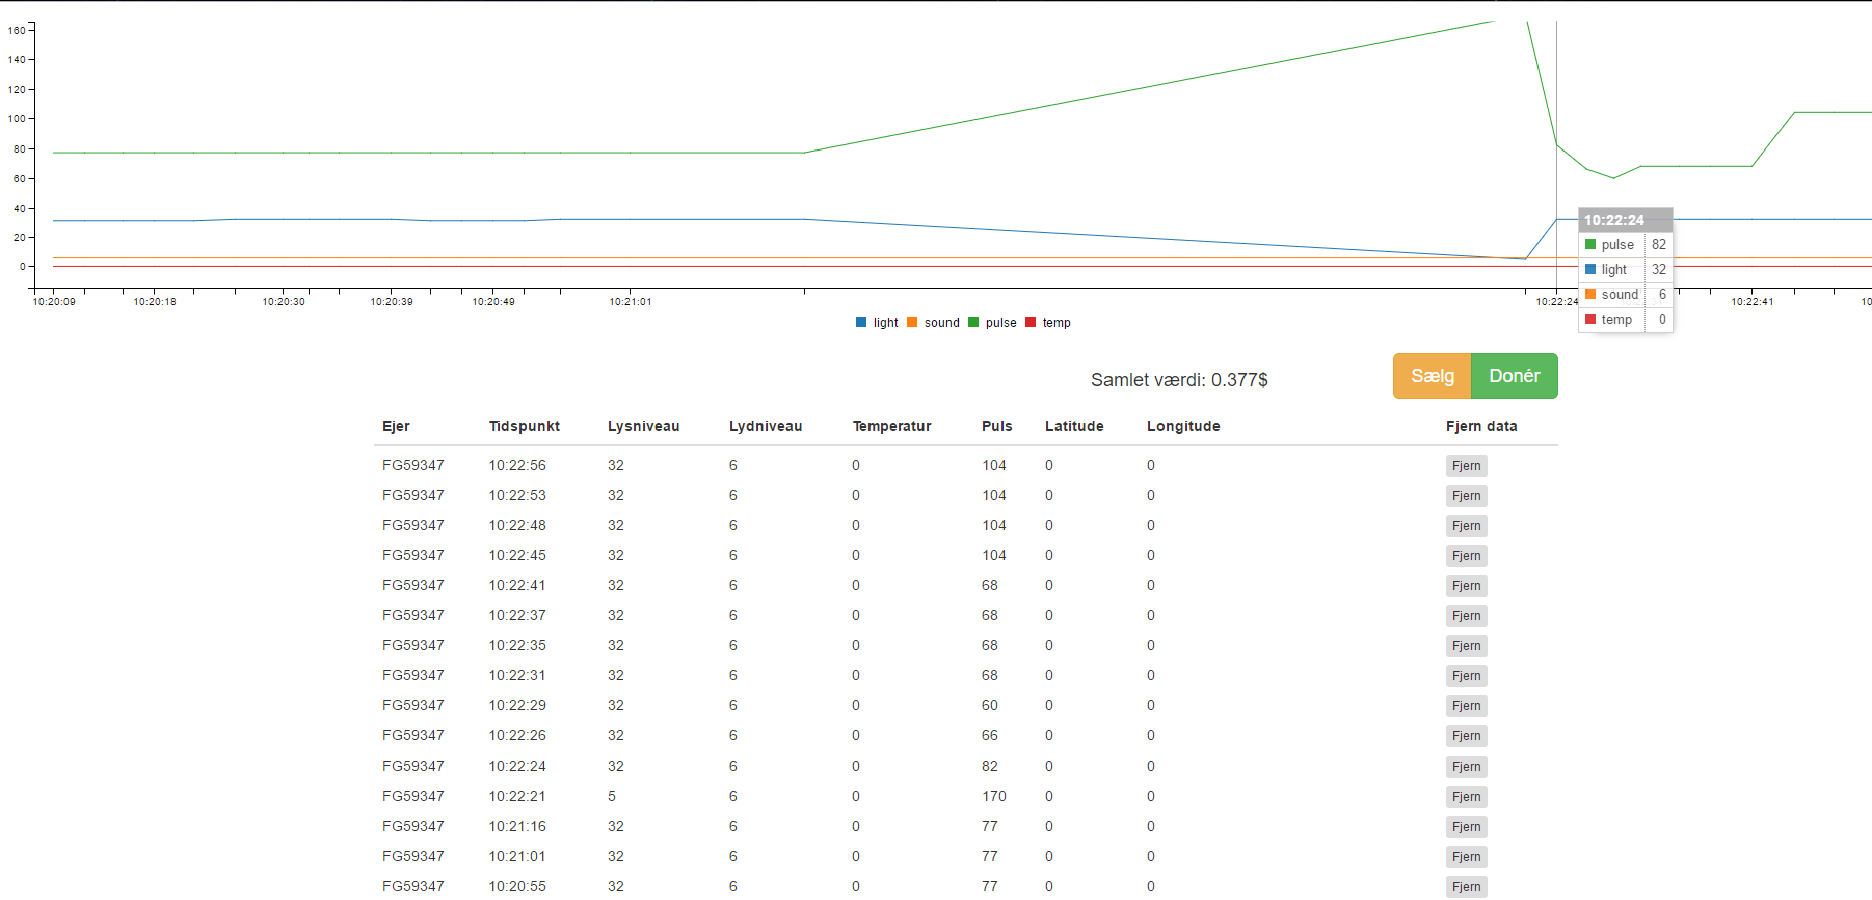 160
140
120
100
80
60
40
20
0
10:20:09 10:20:18 10:20:30 10:20:39 10:20:49 10:21:01 10:22:24 10:22:41 10
10:22:24
pulse 82
light 32
sound 6
temp 0
light sound pulse temp
Samlet værdi: 0.377$ Sælg Donér
Ejer Tidspunkt Lysniveau Lydniveau Temperatur Puls Latitude Longitude Fjern data
FG59347 10:22:56 32 6 0 104 0 0 Fjern
FG59347 10:22:53 32 6 0 104 0 0 Fjern
FG59347 10:22:48 32 6 0 104 0 0 Fjern
FG59347 10:22:45 32 6 0 104 0 0 Fjern
FG59347 10:22:41 32 6 0 68 0 0 Fjern
FG59347 10:22:37 32 6 0 68 0 0 Fjern
FG59347 10:22:35 32 6 0 68 0 0 Fjern
FG59347 10:22:31 32 6 0 68 0 0 Fjern
FG59347 10:22:29 32 6 0 60 0 0 Fjern
FG59347 10:22:26 32 6 0 66 0 0 Fjern
FG59347 10:22:24 32 6 0 82 0 0 Fjern
FG59347 10:22:21 5 6 0 170 0 0 Fjern
FG59347 10:21:16 32 6 0 77 0 0 Fjern
FG59347 10:21:01 32 6 0 77 0 0 Fjern
FG59347 10:20:55 32 6 0 77 0 0 Fjern